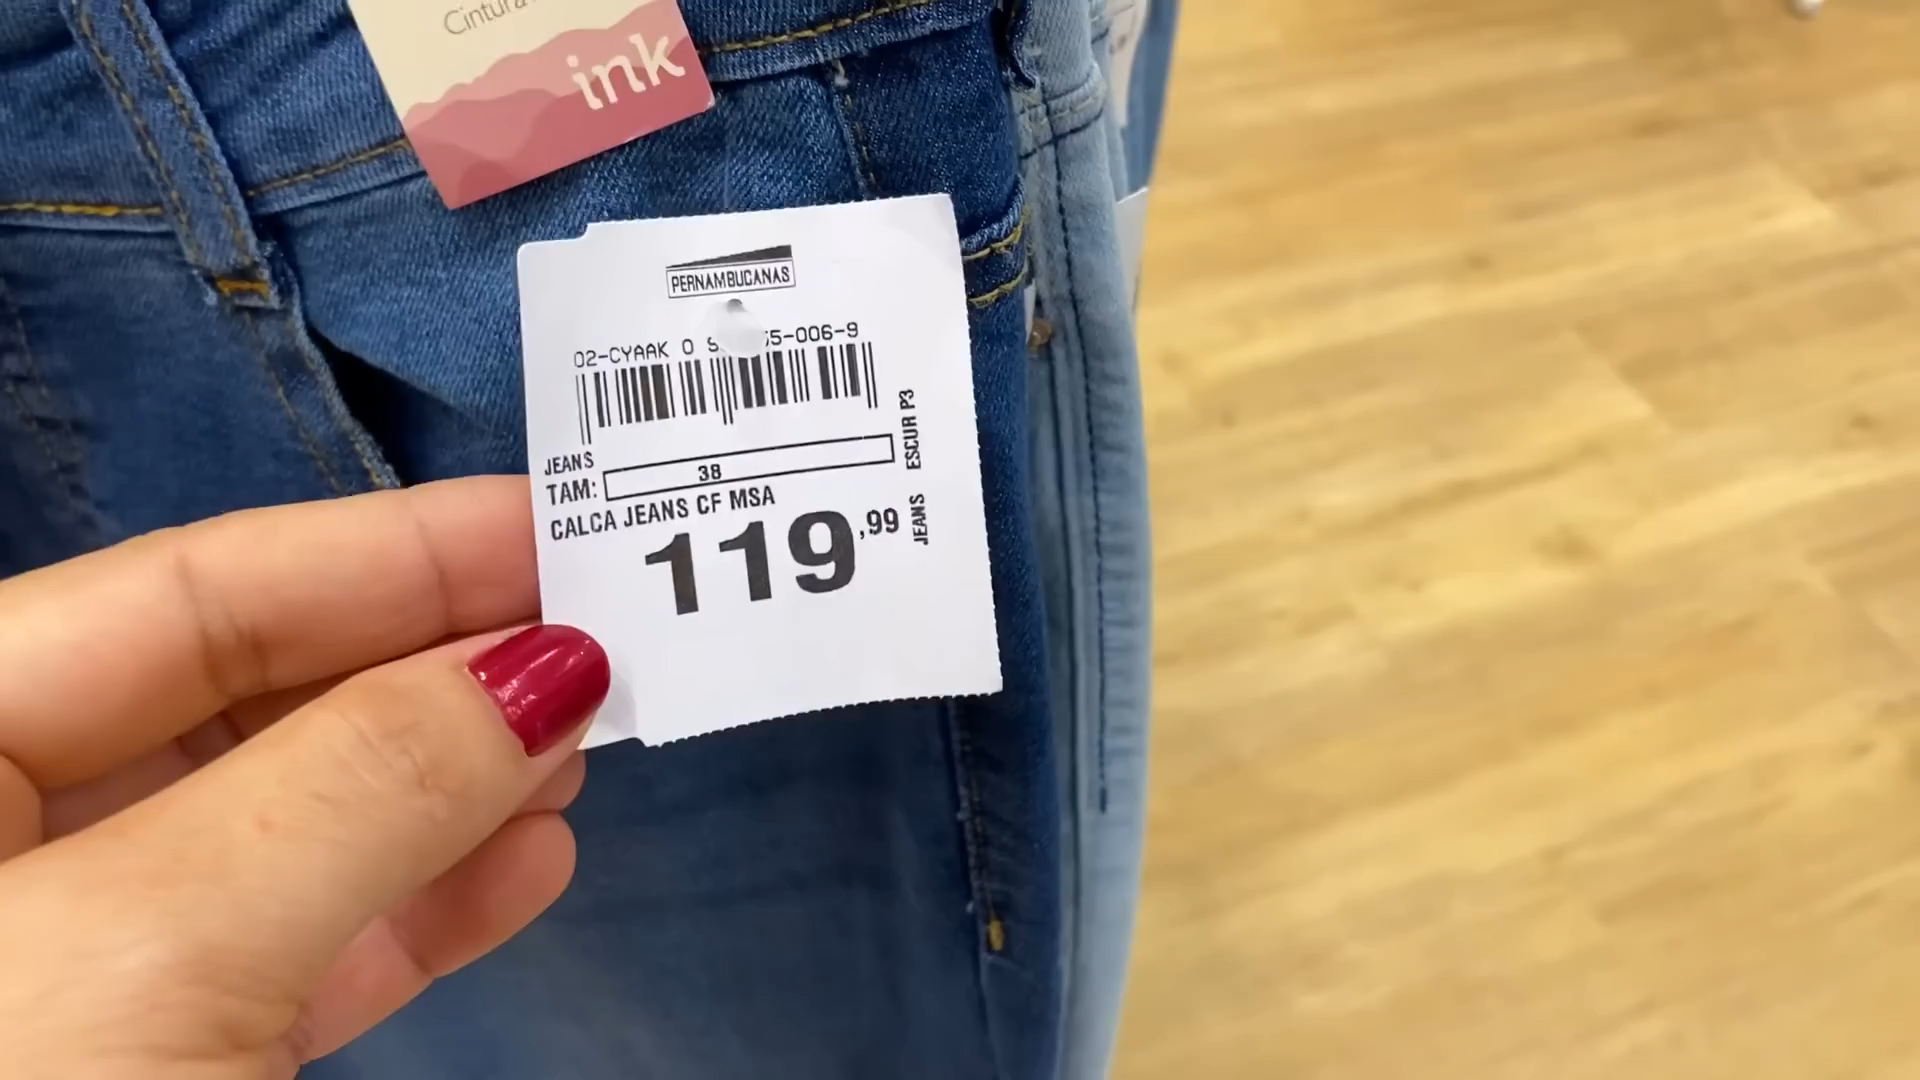 Cintura
ink
PERNAMBUCANAS
02-CYAAK 0 5-006-9
JEANS
TAM: 38
CALCA JEANS CF MSA
119,99
JEANS ESCUR P3